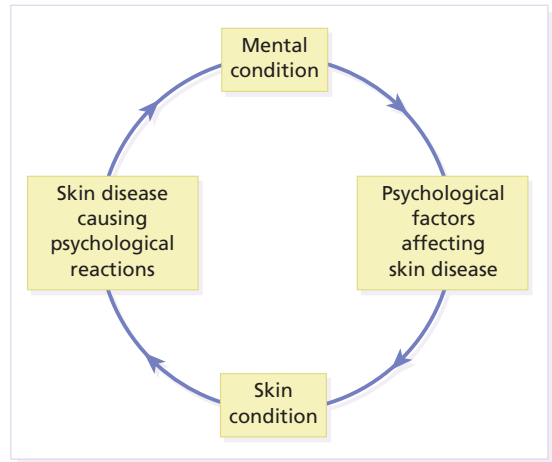 Mental
condition
Skin disease
causing
psychological
reactions
Psychological
factors
affecting
skin disease
Skin
condition